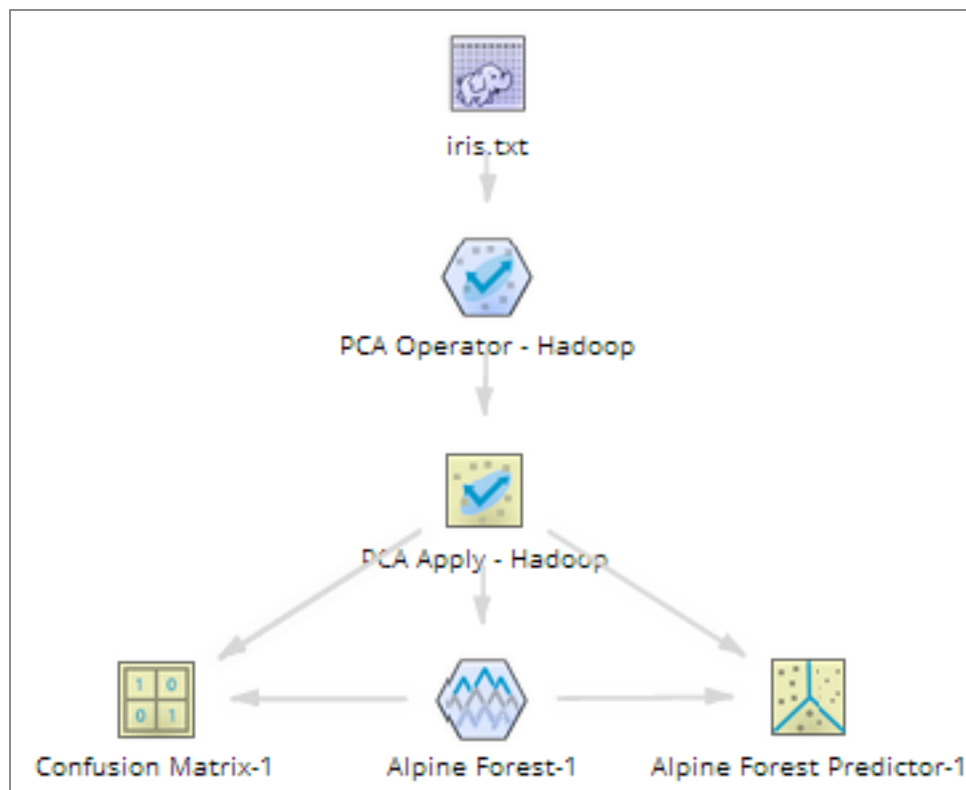 iris.txt
PCA Operator - Hadoop
PCA Apply - Hadoop
1 0
0 1
Confusion Matrix-1
Alpine Forest-1
Alpine Forest Predictor-1